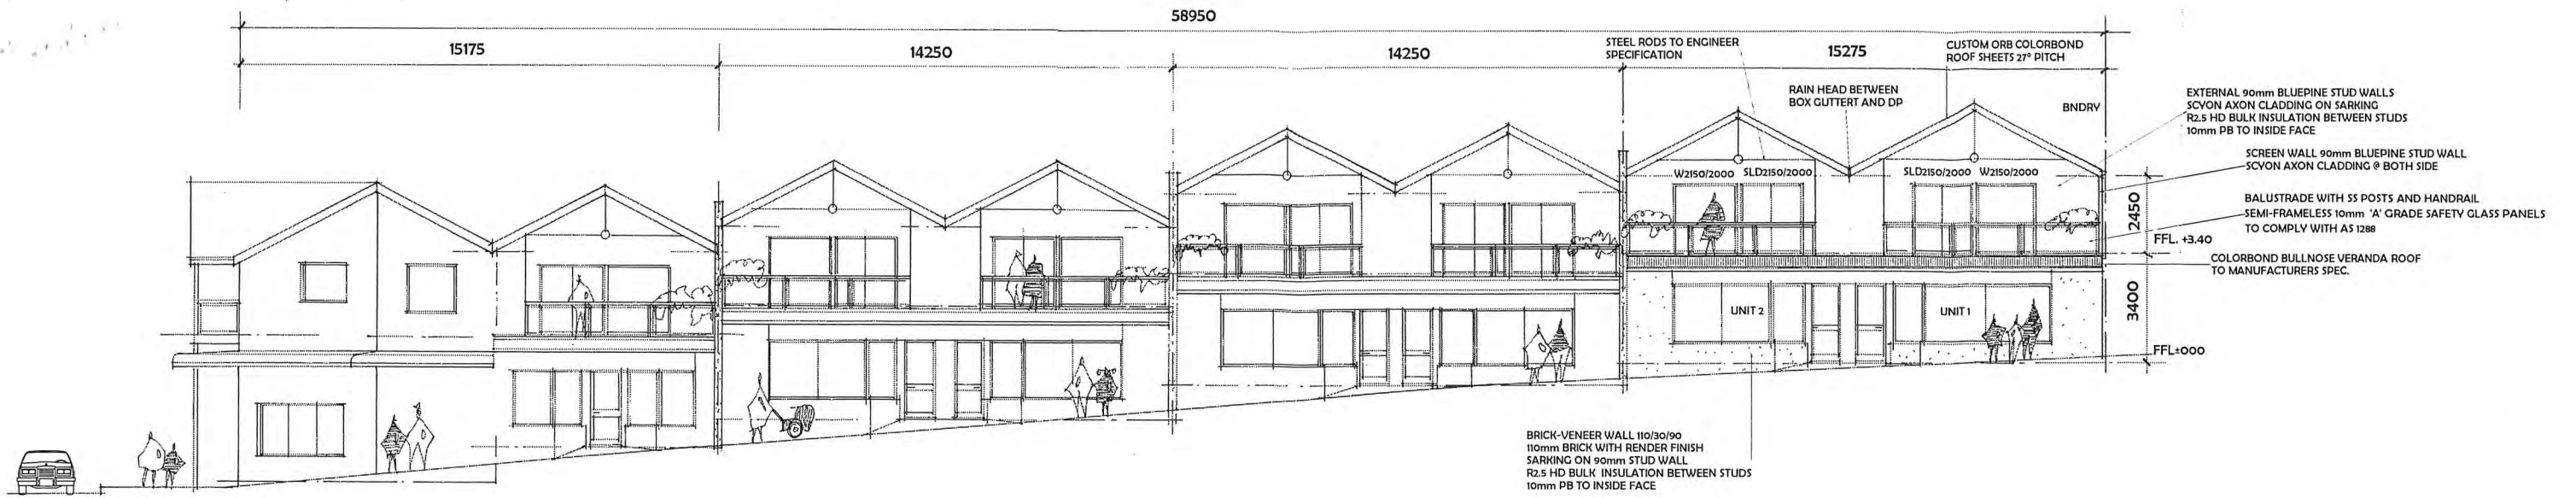 58950
15175
14250
14250
15275
STEEL RODS TO ENGINEER
SPECIFICATION
CUSTOM ORB COLORBOND
ROOF SHEETS 27° PITCH
RAIN HEAD BETWEEN
BOX GUTTERT AND DP
BNDRY
EXTERNAL 90mm BLUEPINE STUD WALLS
SCYON AXON CLADDING ON SARKING
R2.5 HD BULK INSULATION BETWEEN STUDS
10mm PB TO INSIDE FACE
SCREEN WALL 90mm BLUEPINE STUD WALL
SCYON AXON CLADDING @ BOTH SIDE
W2150/2000 SLD2150/2000
SLD2150/2000 W2150/2000
BALUSTRADE WITH SS POSTS AND HANDRAIL
SEMI-FRAMELESS 10mm 'A' GRADE SAFETY GLASS PANELS
TO COMPLY WITH AS 1288
2450
FFL. +3.40
COLORBOND BULLNOSE VERANDA ROOF
TO MANUFACTURERS SPEC.
3400
UNIT 2
UNIT 1
FFL±000
BRICK-VENEER WALL 110/30/90
110mm BRICK WITH RENDER FINISH
SARKING ON 90mm STUD WALL
R2.5 HD BULK INSULATION BETWEEN STUDS
10mm PB TO INSIDE FACE